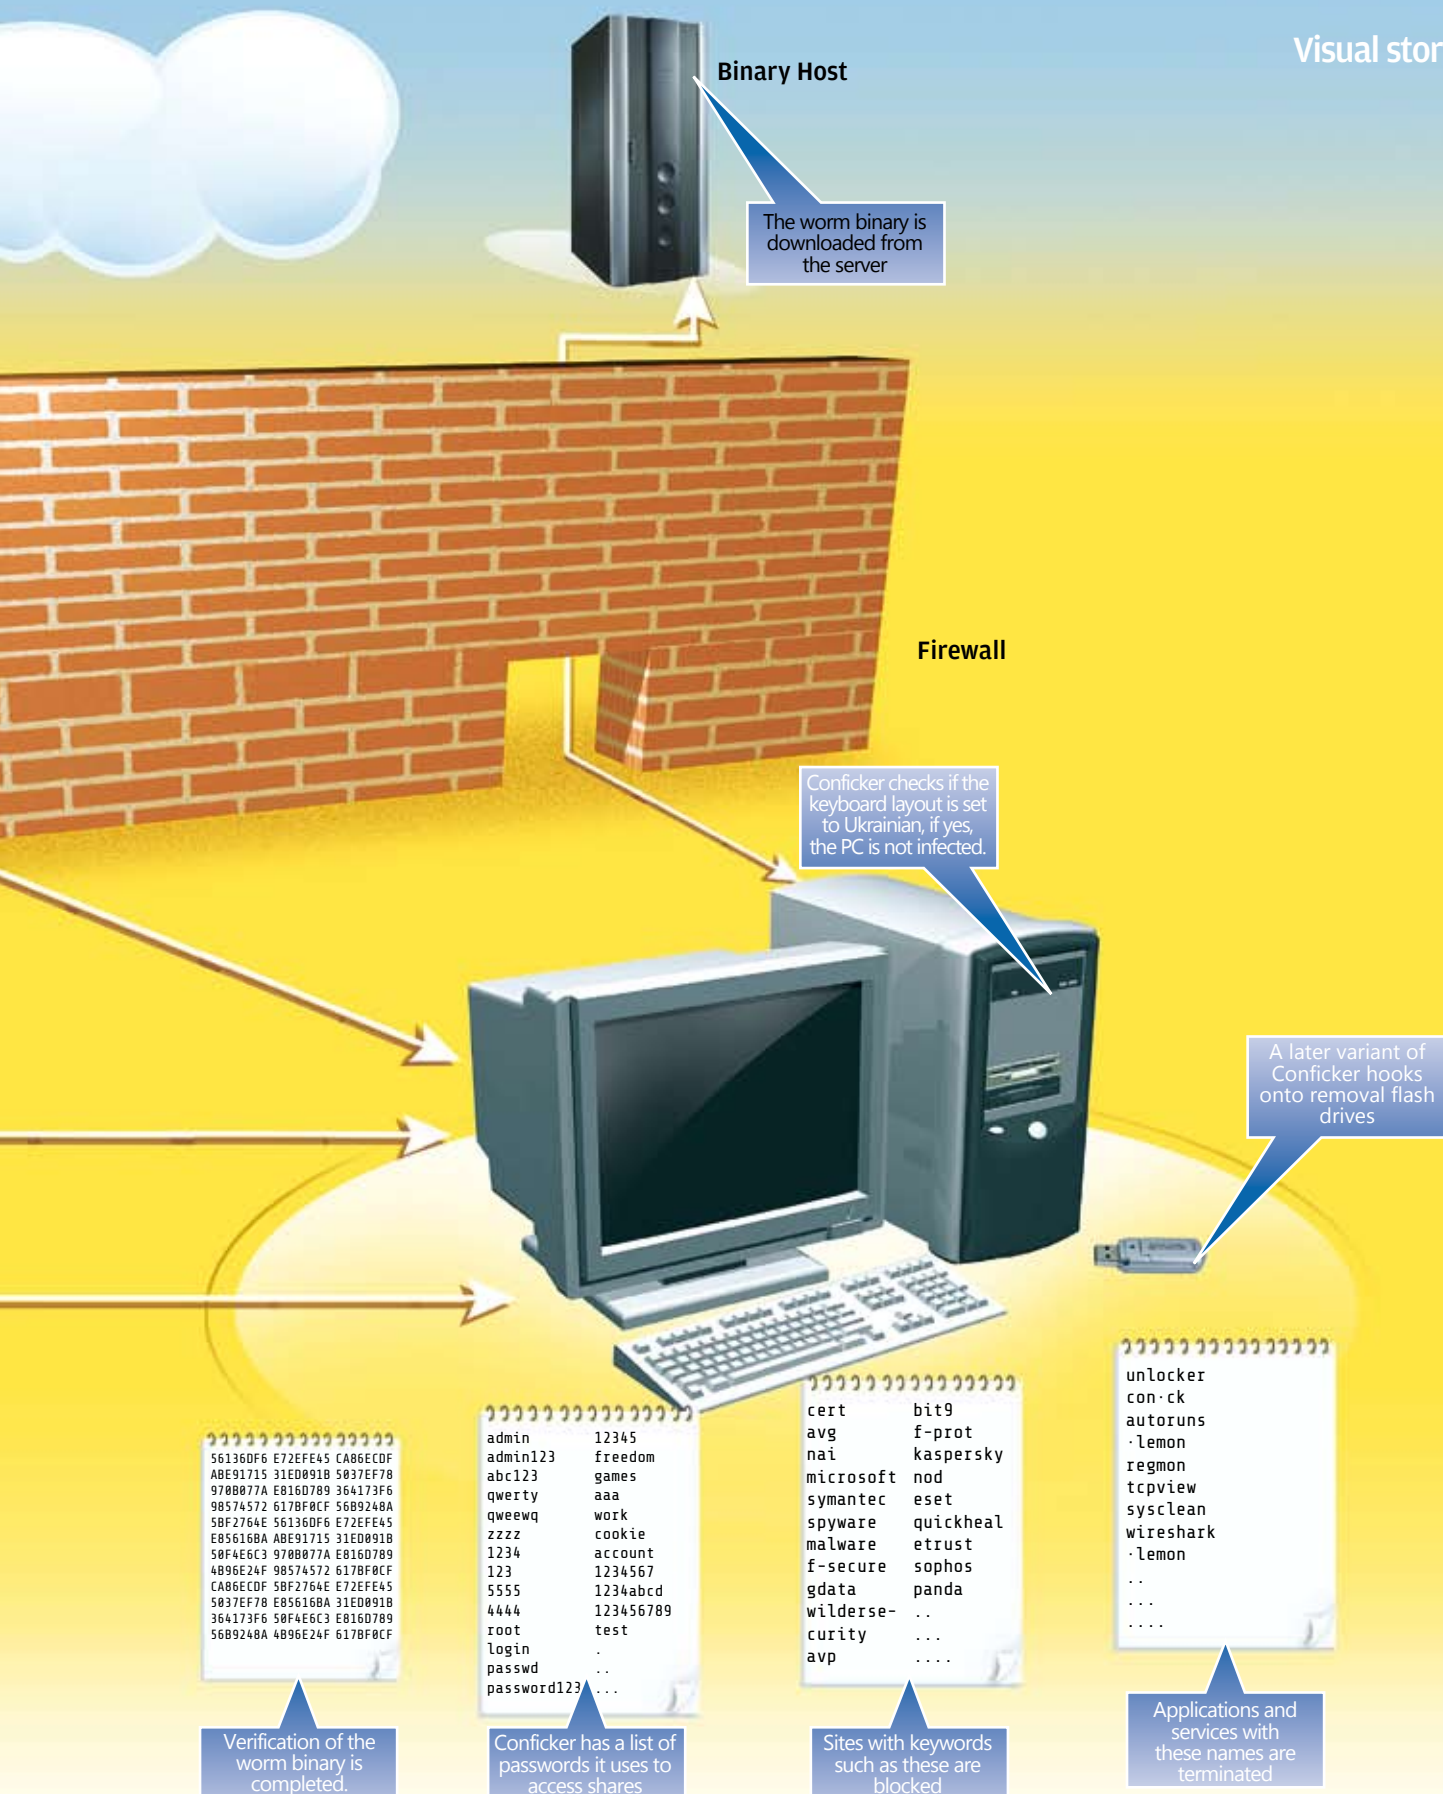 Visual stor
Binary Host
The worm binary is
downloaded from
the server
Firewall
Conficker checks if the
keyboard layout is set
to Ukrainian, if yes,
the PC is not infected.
A later variant of
Conficker hooks
onto removal flash
drives
56136DF6 E72EFE45 CA86ECDF
ABE91715 31ED091B 5037EF78
970B077A E816D789 364173F6
98574572 617BF0CF 56B9248A
5BF2764E 56136DF6 E72EFE45
E85616BA ABE91715 31ED091B
50F4E6C3 970B077A E816D789
4B96E24F 98574572 617BF0CF
CA86ECDF 5BF2764E E72EFE45
5037EF78 E85616BA 31ED091B
364173F6 50F4E6C3 E816D789
56B9248A 4B96E24F 617BF0CF
Verification of the
worm binary is
completed.
admin 12345
admin123 freedom
abc123 games
qwerty aaa
qweewq work
zzzz cookie
1234 account
123 1234567
5555 1234abcd
4444 123456789
root test
login .
passwd ..
password123 ...
Conficker has a list of
passwords it uses to
access shares
cert bit9
avg f-prot
nai kaspersky
microsoft nod
symantec eset
spyware quickheal
malware etrust
f-secure sophos
gdata panda
wilderse- ..
curity ...
avp ....
Sites with keywords
such as these are
blocked
unlocker
con·ck
autoruns
·lemon
regmon
tcpview
sysclean
wireshark
·lemon
..
...
....
Applications and
services with
these names are
terminated